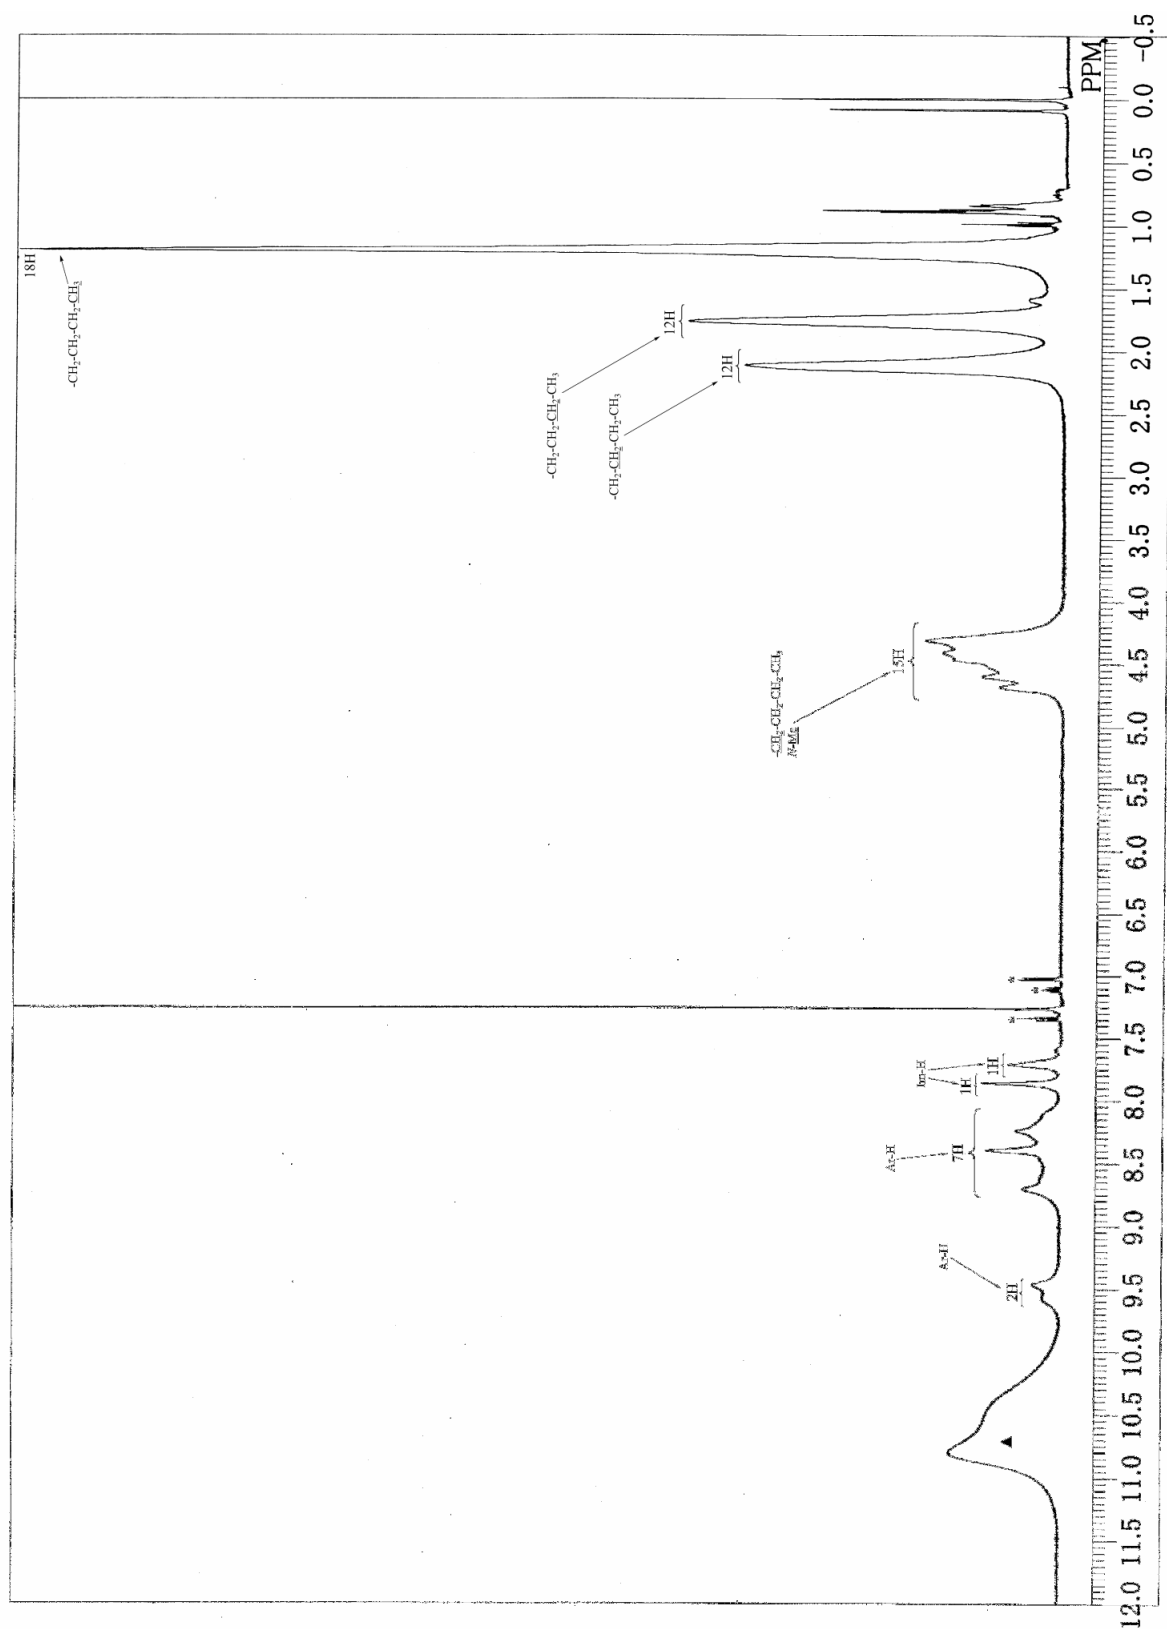 18H
-CH₂-CH₂-CH₂-CH₃
12H
-CH₂-CH₂-CH₂-CH₃
12H
-CH₂-CH₂-CH₂-CH₃
15H
-CH₂-CH₂-CH₂-CH₃
N-Me
*
*
*
Im-H
1H
1H
Ar-H
7H
Ar-H
2H
▲
PPM
12.0 11.5 11.0 10.5 10.0 9.5 9.0 8.5 8.0 7.5 7.0 6.5 6.0 5.5 5.0 4.5 4.0 3.5 3.0 2.5 2.0 1.5 1.0 0.5 0.0 -0.5